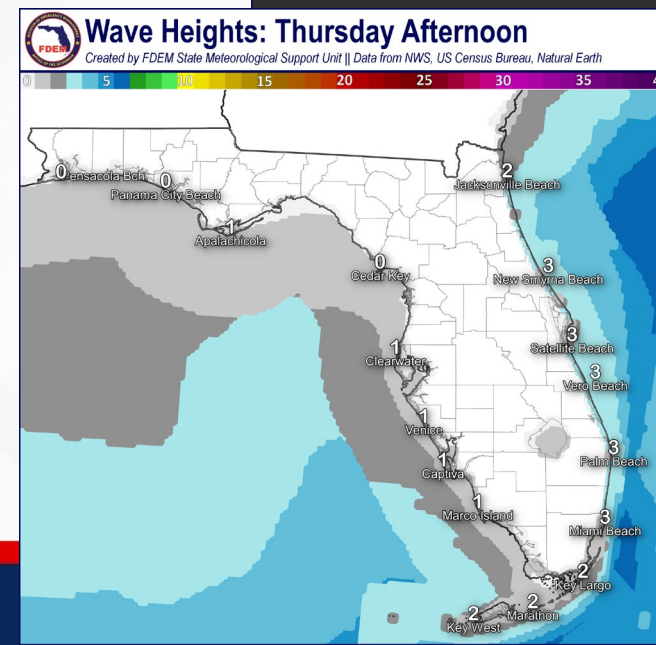 Wave Heights: Thursday Afternoon
FDEM
Created by FDEM State Meteorological Support Unit || Data from NWS, US Census Bureau, Natural Earth
0 5 10 15 20 25 30 35
0
Pensacola Bch.
0
Panama City Beach
1
Apalachicola
2
Jacksonville Beach
0
Cedar Key
3
New Smyrna Beach
1
Clearwater
3
Satellite Beach
3
Vero Beach
1
Venice
3
Palm Beach
1
Captiva
1
Marco Island
3
Miami Beach
2
Key Largo
2
Marathon
2
Key West